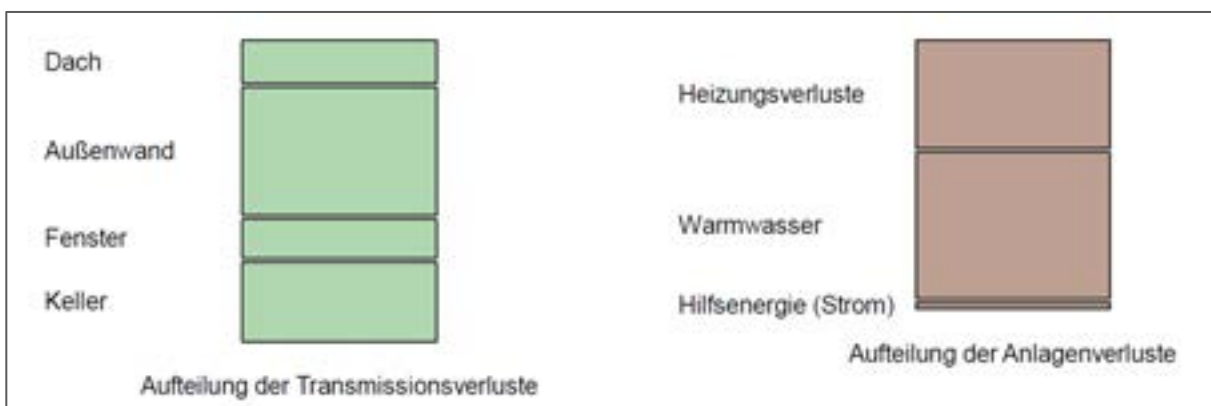 Dach
Außenwand
Fenster
Keller
Aufteilung der Transmissionsverluste
Heizungsverluste
Warmwasser
Hilfsenergie (Strom)
Aufteilung der Anlagenverluste